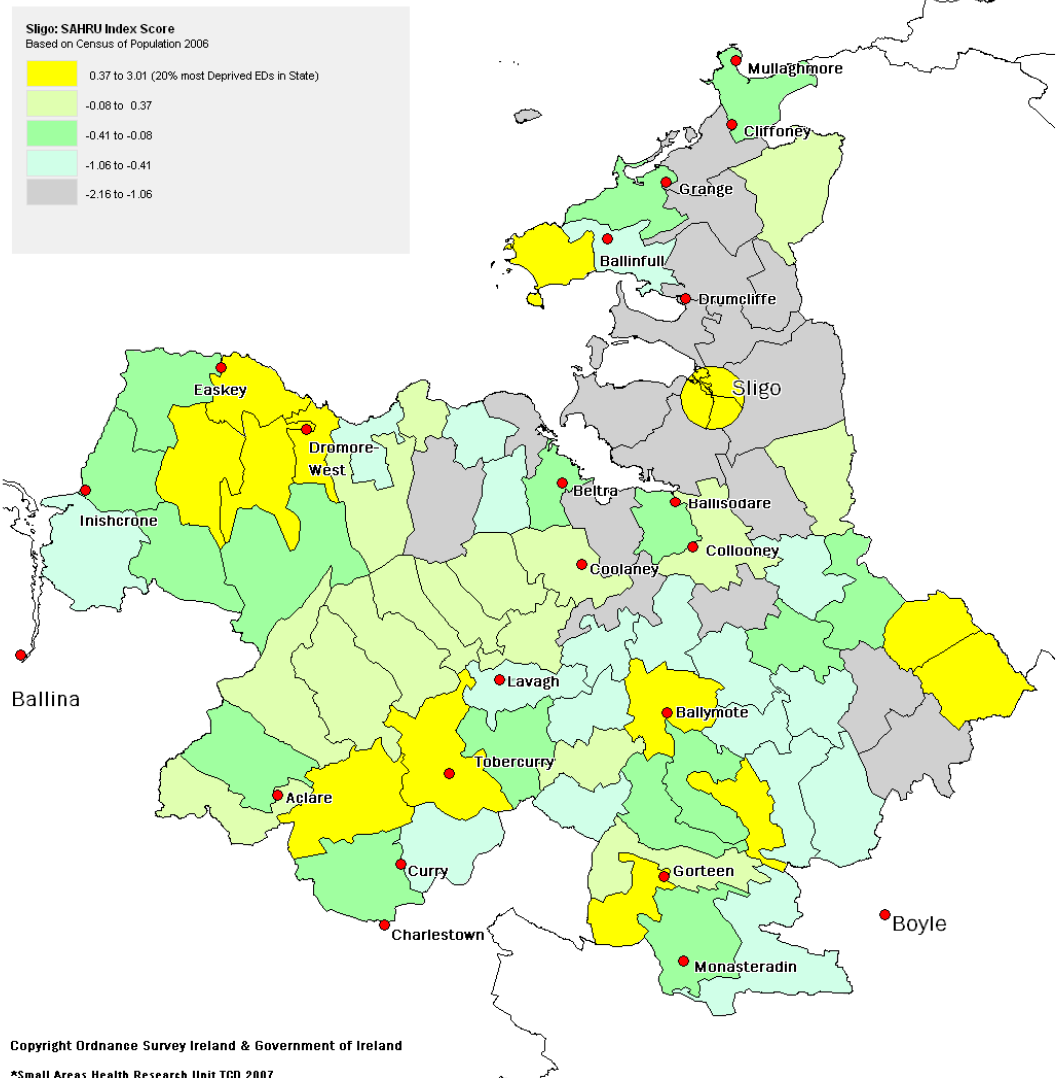 Sligo: SAHRU Index Score
Based on Census of Population 2006
0.37 to 3.01 (20% most Deprived EDs in State)
-0.08 to 0.37
-0.41 to -0.08
-1.06 to -0.41
-2.16 to -1.06
Mullaghmore
Cliffoney
Grange
Ballinfull
Drumcliffe
Sligo
Easkey
Dromore-
West
Inishcrone
Beltra
Ballisodare
Collooney
Coolaney
Ballina
Lavagh
Ballymote
Tobercurry
Aclare
Curry
Gorteen
Charlestown
Boyle
Monasteradin
Copyright Ordnance Survey Ireland & Government of Ireland
*Small Areas Health Research Unit TCD 2007